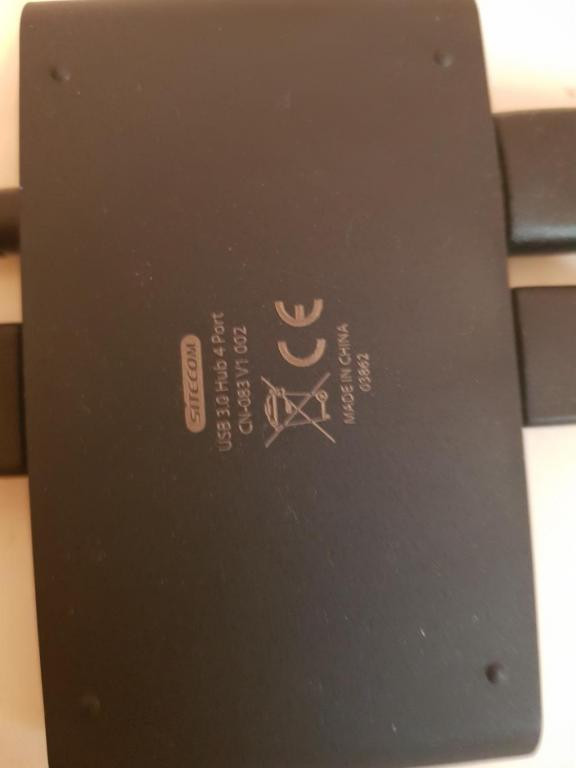 SITECOM
USB 3.0 Hub 4 Port
CN-083 V1 002
CE
MADE IN CHINA
03862